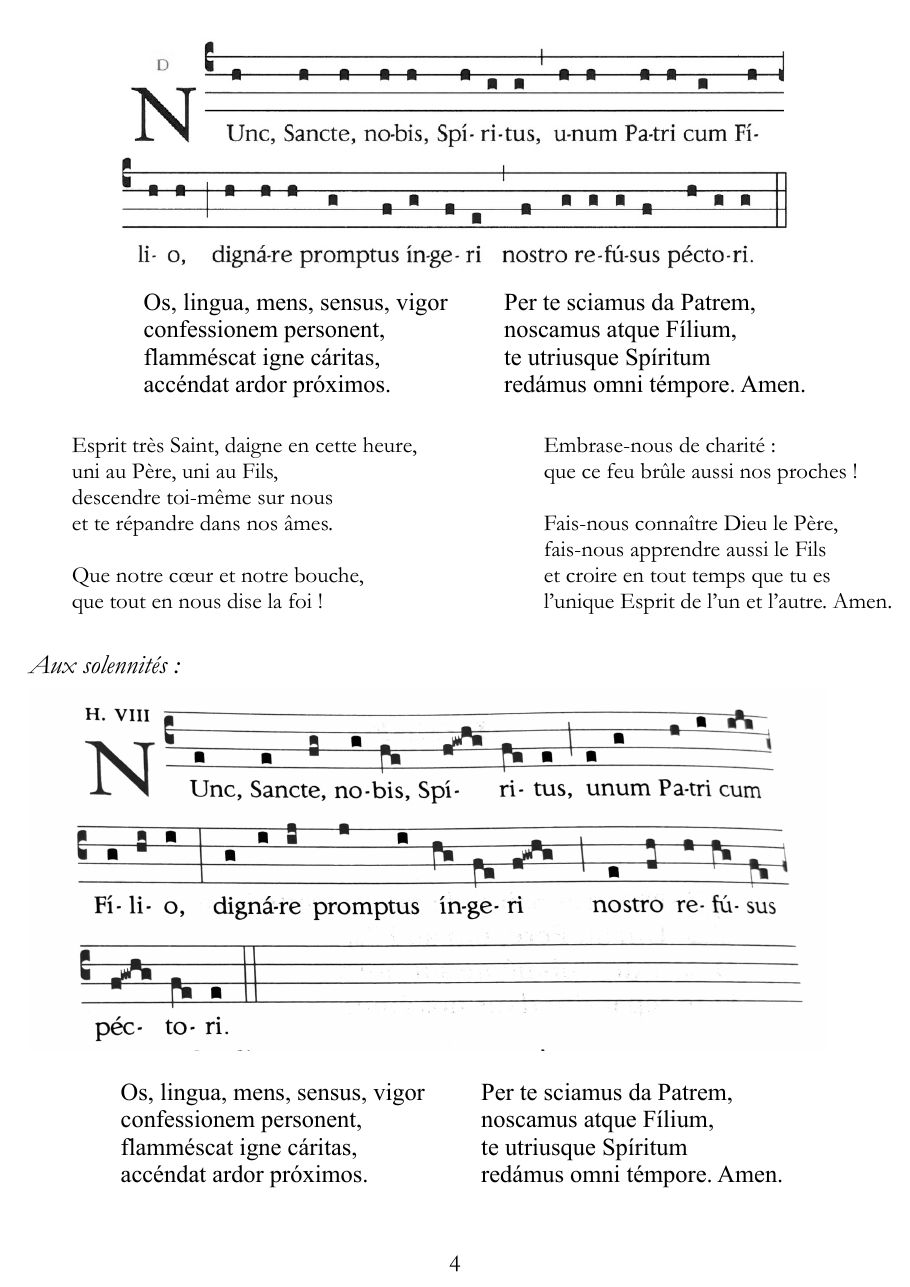 D
NUnc, Sancte, no-bis, Spí- ri-tus, u-num Pa-tri cum Fí-
li- o, digná-re promptus ín-ge- ri nostro re-fú-sus pécto-ri.
Os, lingua, mens, sensus, vigor
confessionem personent,
flamméscat igne cáritas,
accéndat ardor próximos.
Per te sciamus da Patrem,
noscamus atque Fílium,
te utriusque Spíritum
redámus omni témpore. Amen.
Esprit très Saint, daigne en cette heure,
uni au Père, uni au Fils,
descendre toi-même sur nous
et te répandre dans nos âmes.
Que notre cœur et notre bouche,
que tout en nous dise la foi !
Embrase-nous de charité :
que ce feu brûle aussi nos proches !
Fais-nous connaître Dieu le Père,
fais-nous apprendre aussi le Fils
et croire en tout temps que tu es
l’unique Esprit de l’un et l’autre. Amen.
Aux solennités :
H. VIII
NUnc, Sancte, no-bis, Spí- ri- tus, unum Pa-tri cum
Fí- li- o, digná-re promptus ín-ge- ri nostro re- fú- sus
péc- to- ri.
Os, lingua, mens, sensus, vigor
confessionem personent,
flamméscat igne cáritas,
accéndat ardor próximos.
Per te sciamus da Patrem,
noscamus atque Fílium,
te utriusque Spíritum
redámus omni témpore. Amen.
4